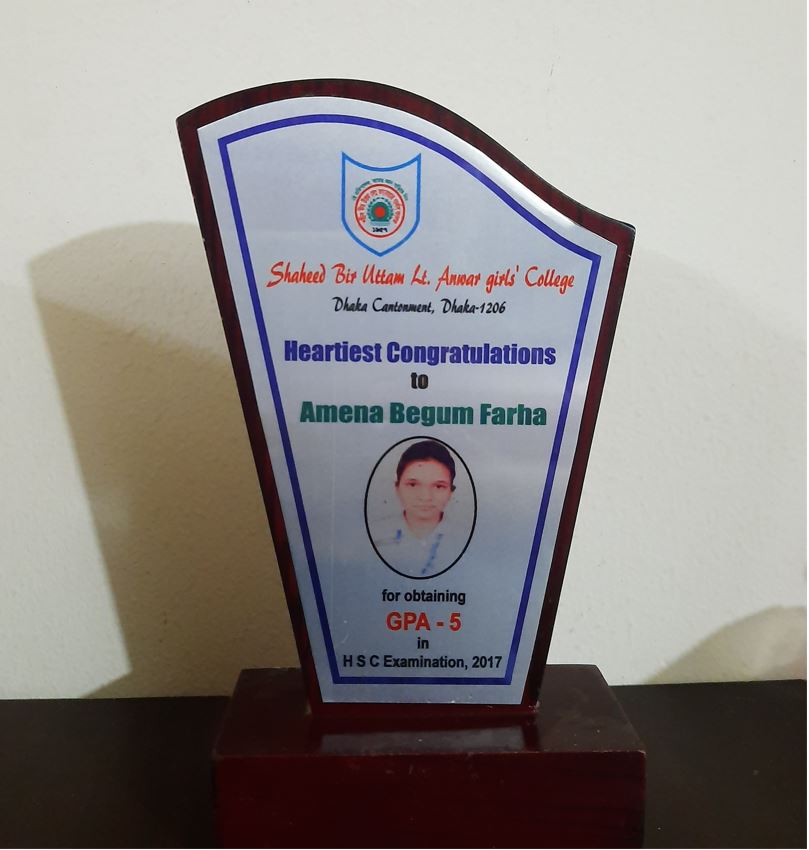 ১৯৫৭
Shaheed Bir Uttam Lt. Anwar girls' College
Dhaka Cantonment, Dhaka-1206
Heartiest Congratulations
to
Amena Begum Farha
for obtaining
GPA - 5
in
H S C Examination, 2017